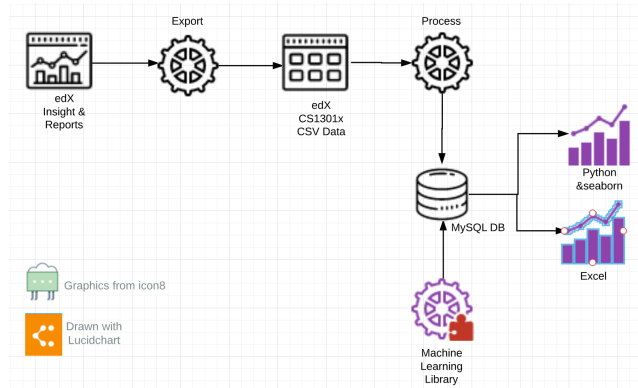 Export
Process
edX
Insight &
Reports
edX
CS1301x
CSV Data
Python
&seaborn
MySQL DB
Excel
Graphics from icon8
Drawn with
Lucidchart
Machine
Learning
Library